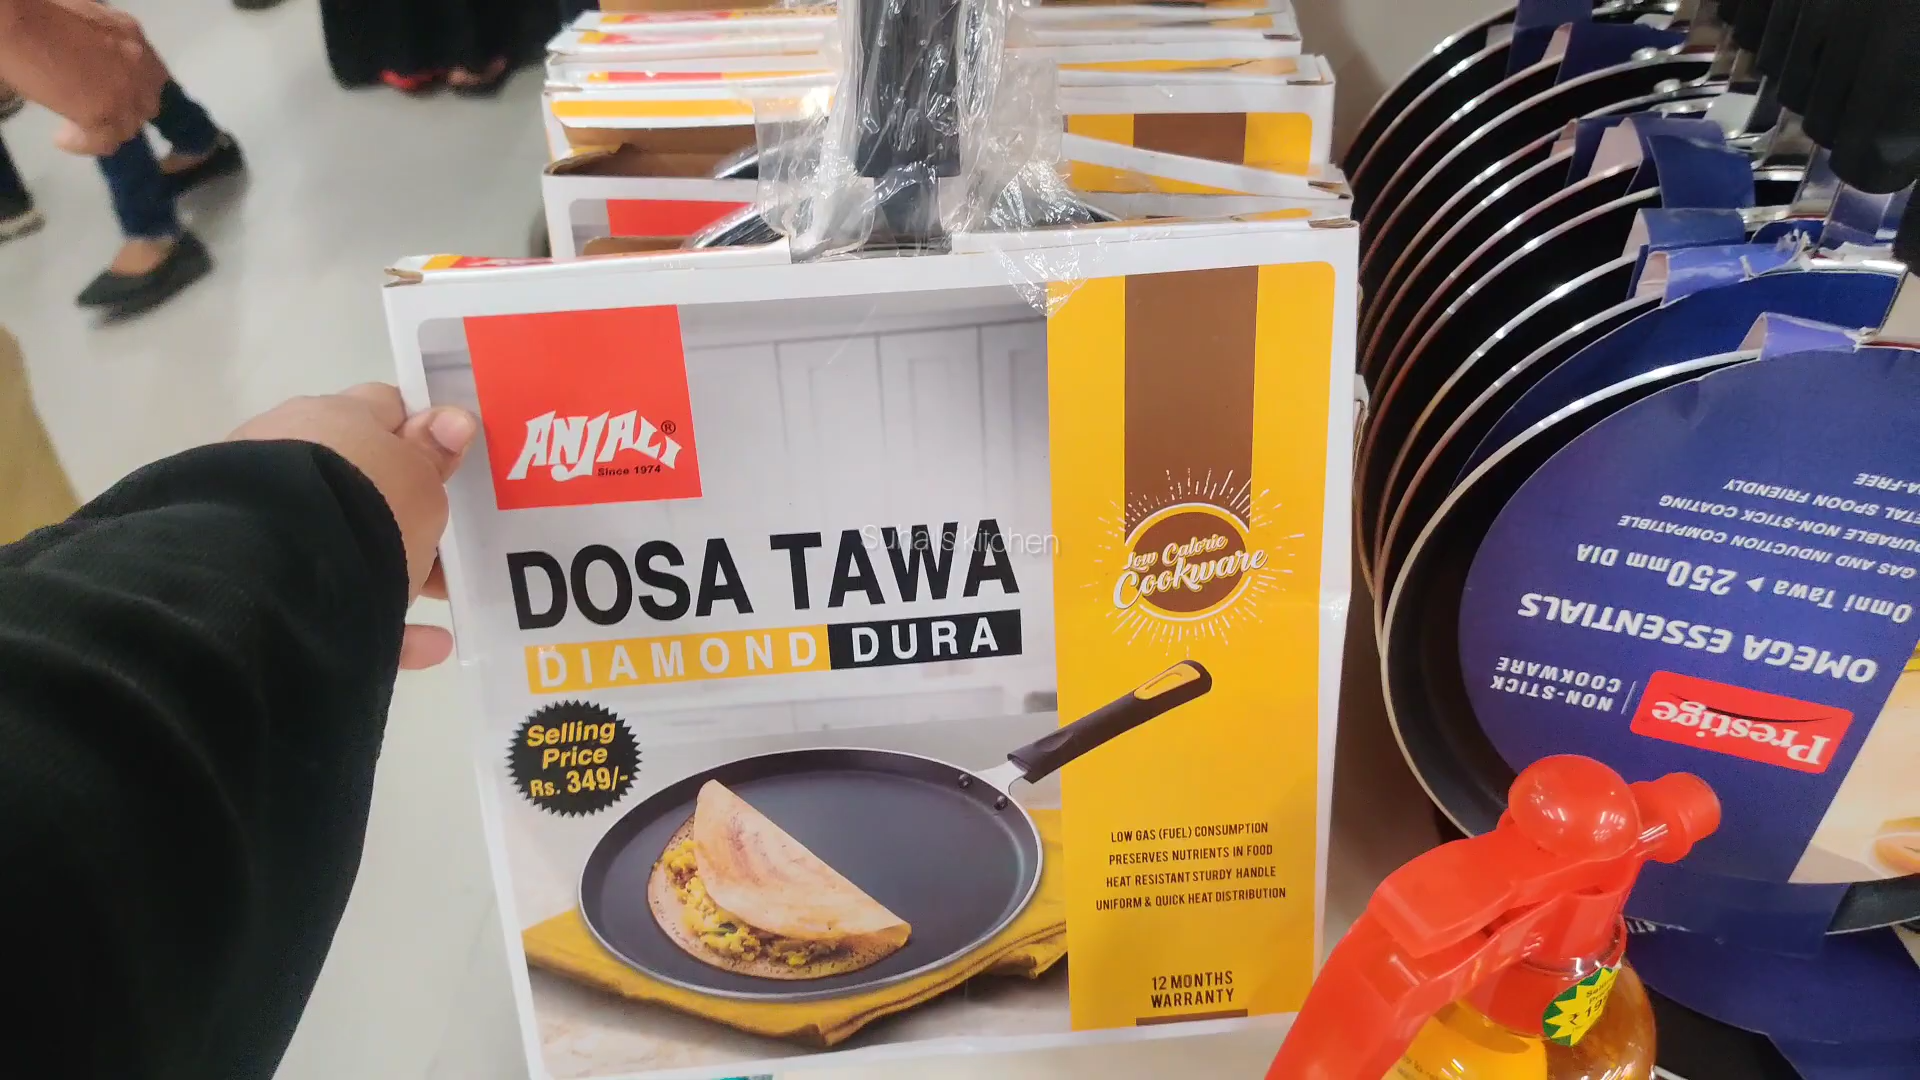 ANJALI®
Since 1974
DOSA TAWA
Suha's kitchen
DIAMOND DURA
Selling
Price
Rs. 349/-
Low Calorie
Cookware
LOW GAS (FUEL) CONSUMPTION
PRESERVES NUTRIENTS IN FOOD
HEAT RESISTANT STURDY HANDLE
UNIFORM & QUICK HEAT DISTRIBUTION
12 MONTHS
WARRANTY
Prestige
NON-STICK
COOKWARE
OMEGA ESSENTIALS
Omni Tawa ▸ 250mm DIA
GAS AND INDUCTION COMPATIBLE
DURABLE NON-STICK COATING
METAL SPOON FRIENDLY